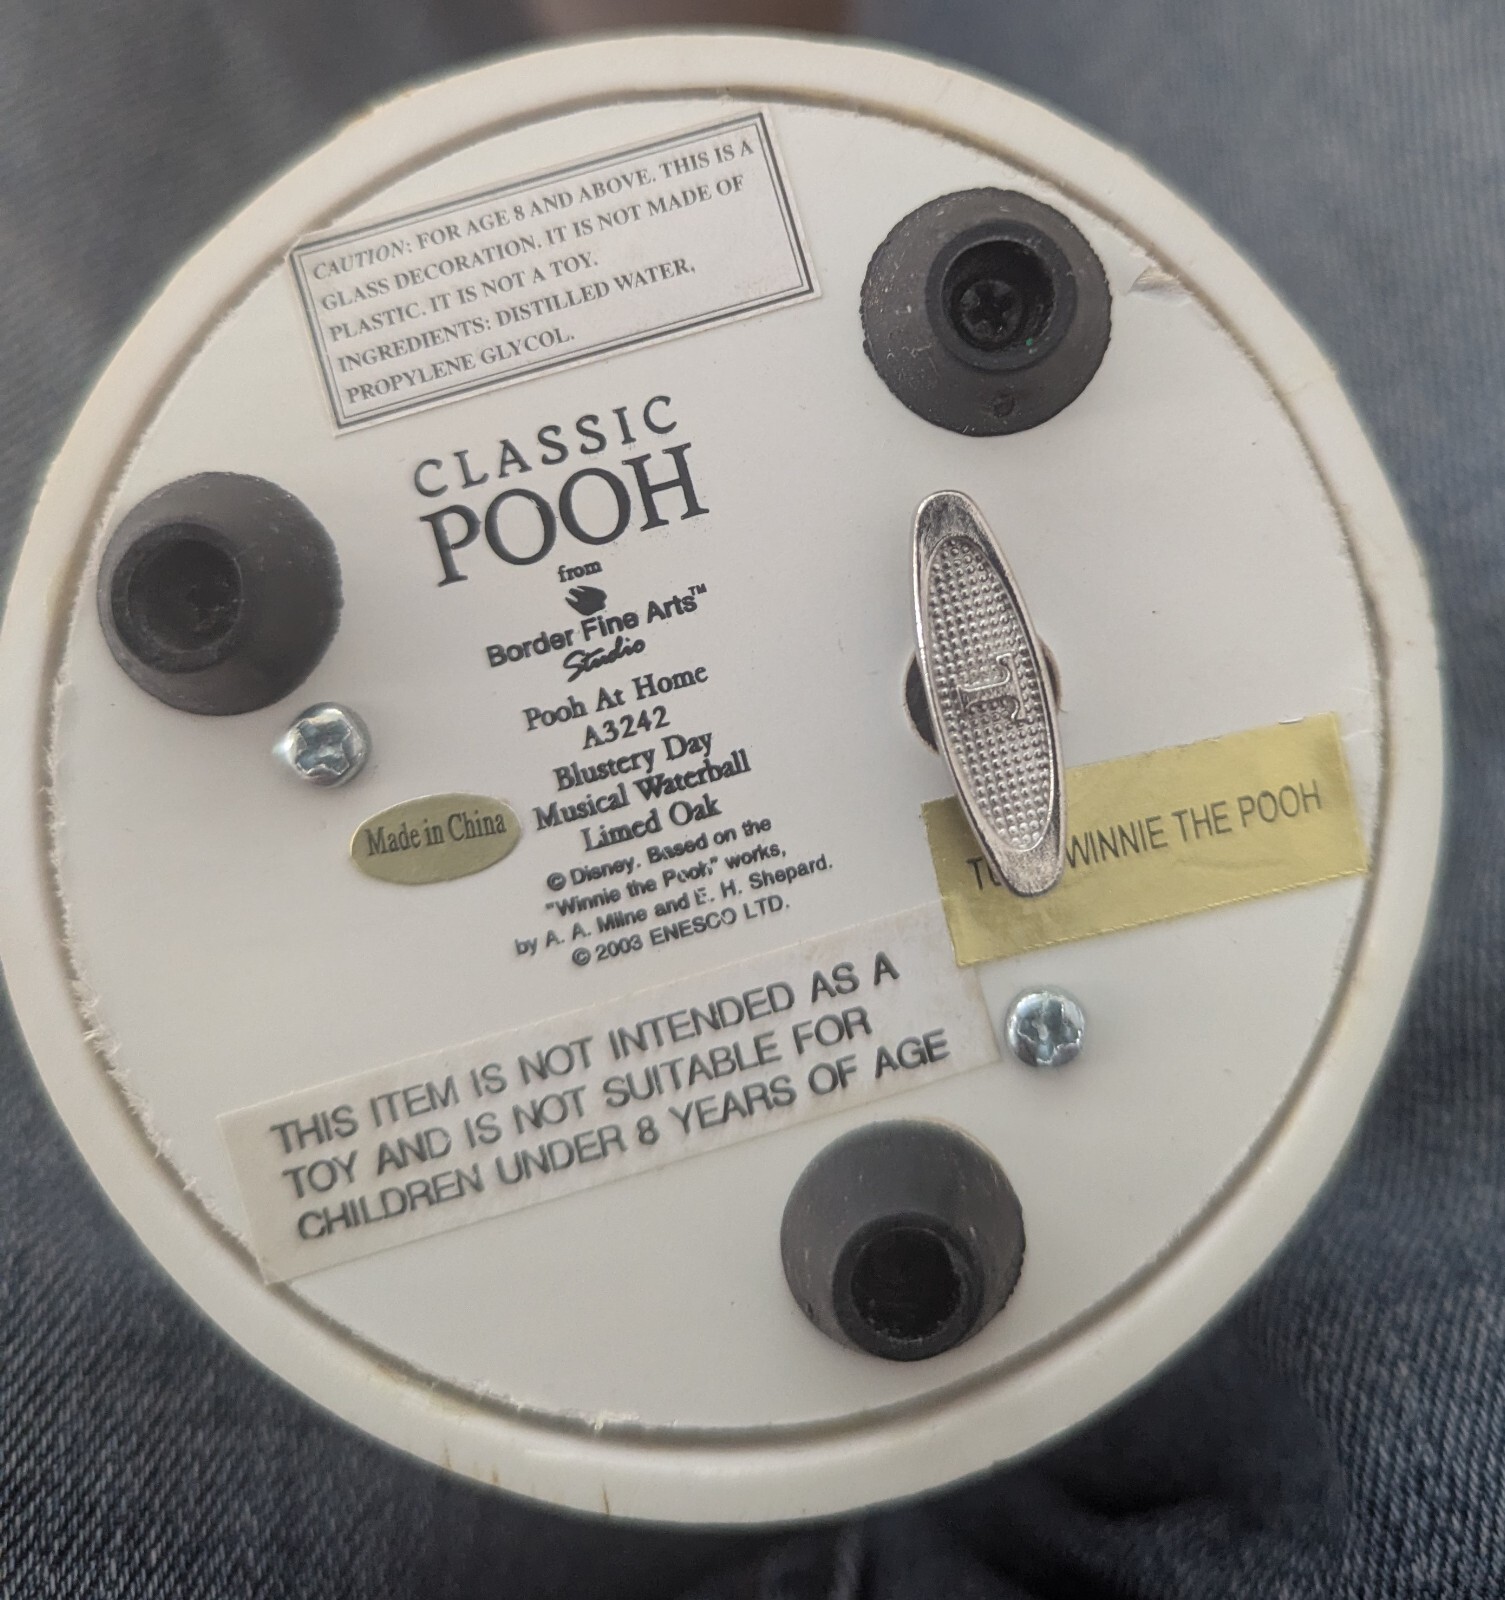 CAUTION: FOR AGE 8 AND ABOVE. THIS IS A
GLASS DECORATION. IT IS NOT MADE OF
PLASTIC. IT IS NOT A TOY.
INGREDIENTS: DISTILLED WATER,
PROPYLENE GLYCOL.
CLASSIC
POOH
from
Border Fine Arts™
Studio
Pooh At Home
A3242
Blustery Day
Musical Waterball
Limed Oak
© Disney. Based on the
"Winnie the Pooh" works,
by A. A. Milne and E. H. Shepard.
© 2003 ENESCO LTD.
Made in China
WINNIE THE POOH
THIS ITEM IS NOT INTENDED AS A
TOY AND IS NOT SUITABLE FOR
CHILDREN UNDER 8 YEARS OF AGE